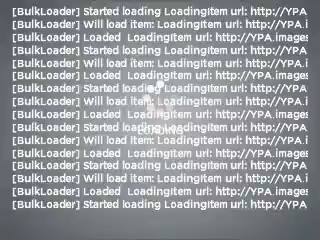 [BulkLoader] Started loading LoadingItem url: http://YPA
[BulkLoader] Will load item: LoadingItem url: http://YPA.i
[BulkLoader] Loaded LoadingItem url: http://YPA.images
[BulkLoader] Started loading LoadingItem url: http://YPA
[BulkLoader] Will load item: LoadingItem url: http://YPA.i
[BulkLoader] Loaded LoadingItem url: http://YPA.images
[BulkLoader] Started loading LoadingItem url: http://YPA
[BulkLoader] Will load item: LoadingItem url: http://YPA.i
[BulkLoader] Loaded LoadingItem url: http://YPA.images
[BulkLoader] Started loading LoadingItem url: http://YPA
LOADING
[BulkLoader] Will load item: LoadingItem url: http://YPA.i
[BulkLoader] Loaded LoadingItem url: http://YPA.images
[BulkLoader] Started loading LoadingItem url: http://YPA
[BulkLoader] Will load item: LoadingItem url: http://YPA.i
[BulkLoader] Loaded LoadingItem url: http://YPA.images
[BulkLoader] Started loading LoadingItem url: http://YPA